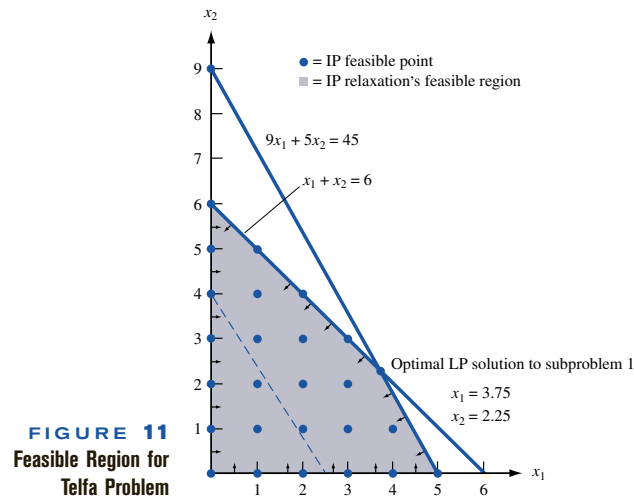 x₂
● = IP feasible point
■ = IP relaxation's feasible region
9
8
7
6
5
4
3
2
1
9x₁ + 5x₂ = 45
x₁ + x₂ = 6
Optimal LP solution to subproblem 1
x₁ = 3.75
x₂ = 2.25
1 2 3 4 5 6
x₁
FIGURE 11
Feasible Region for
Telfa Problem